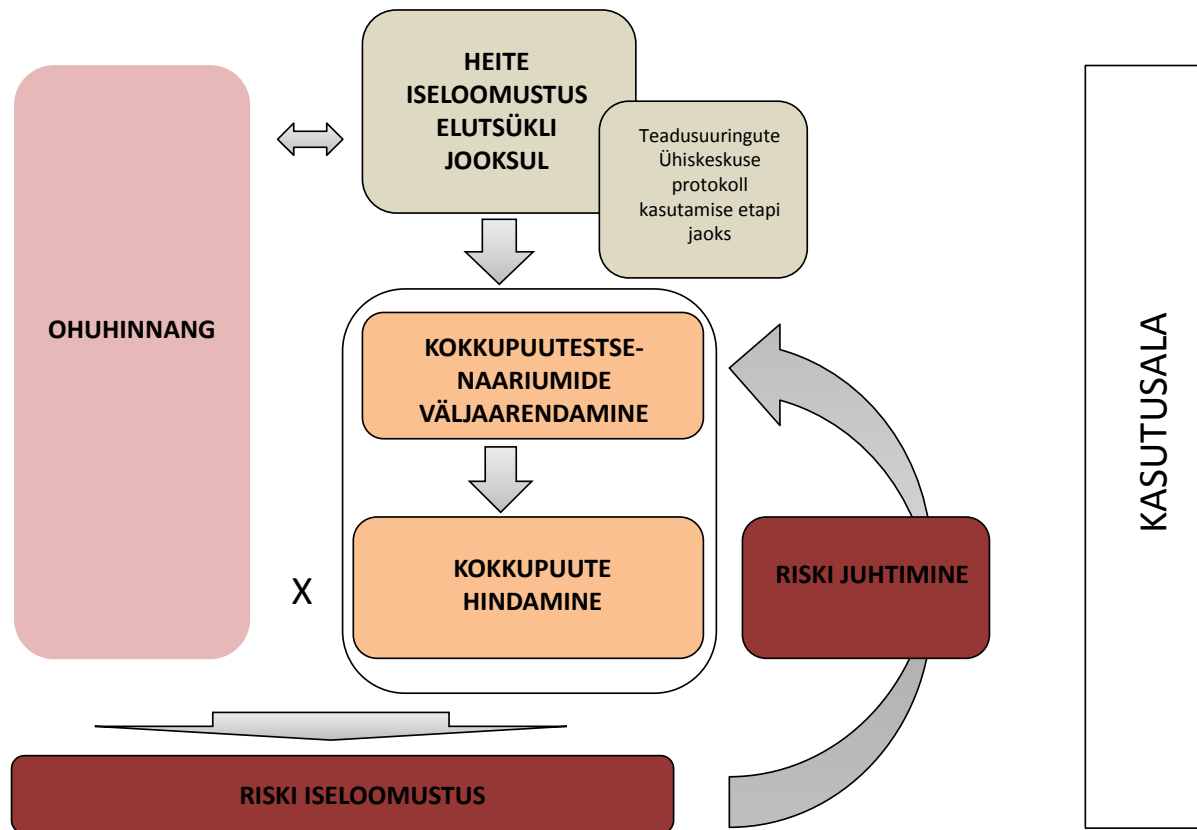 HEITE
ISELOOMUSTUS
ELUTSÜKLI
JOOKSUL
Teadusuuringute
Ühiskeskuse
protokoll
kasutamise etapi
jaoks
OHUHINNANG
KOKKUPUUTESTSE-
NAARIUMIDE
VÄLJAARENDAMINE
KOKKUPUUTE
HINDAMINE
X
RISKI JUHTIMINE
RISKI ISELOOMUSTUS
KASUTUSALA